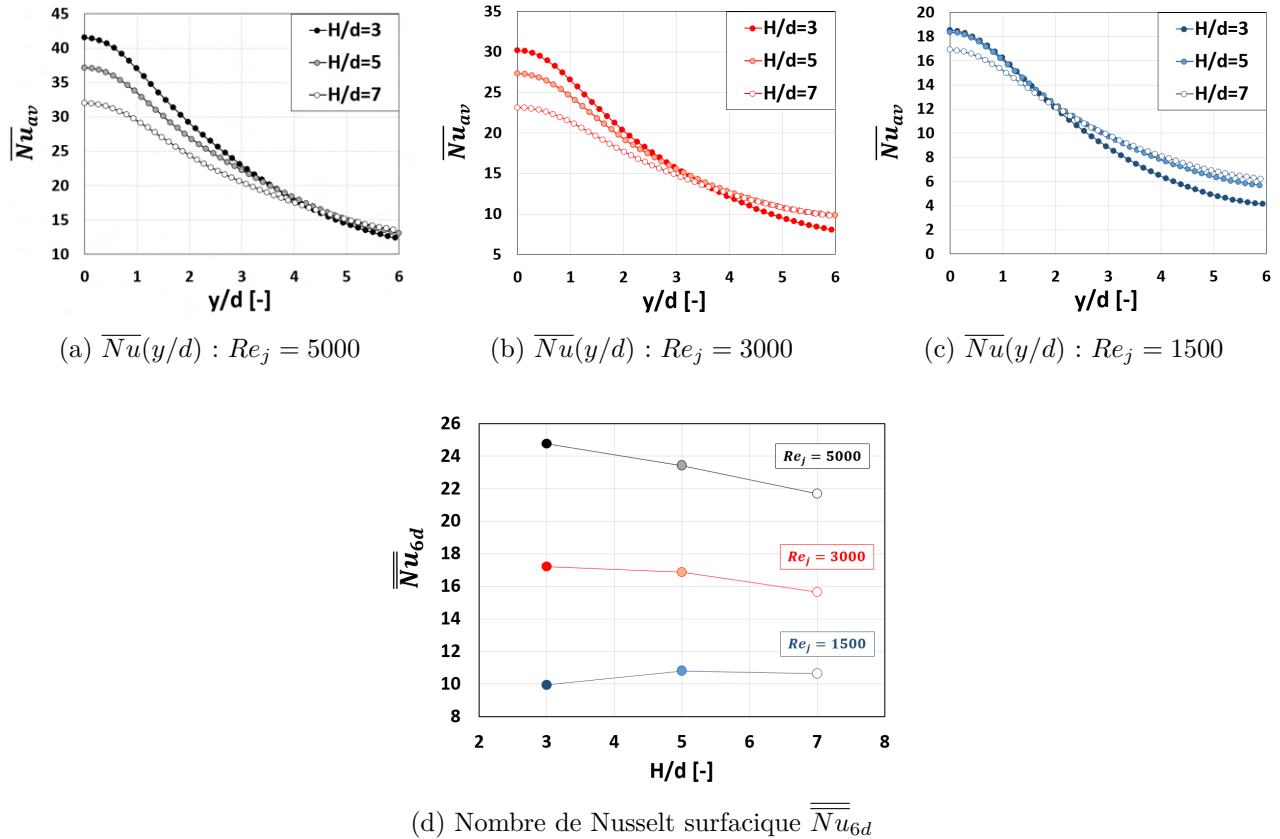 45
40
35
30
25
20
15
10
0 1 2 3 4 5 6
H/d=3
H/d=5
H/d=7
Nu_av
y/d [-]
(a) Nu(y/d) : Re_j = 5000
35
30
25
20
15
10
5
0 1 2 3 4 5 6
H/d=3
H/d=5
H/d=7
Nu_av
y/d [-]
(b) Nu(y/d) : Re_j = 3000
20
18
16
14
12
10
8
6
4
2
0
0 1 2 3 4 5 6
H/d=3
H/d=5
H/d=7
Nu_av
y/d [-]
(c) Nu(y/d) : Re_j = 1500
26
24
22
20
18
16
14
12
10
8
2 3 4 5 6 7 8
Re_j = 5000
Re_j = 3000
Re_j = 1500
Nu_6d
H/d [-]
(d) Nombre de Nusselt surfacique Nu_6d